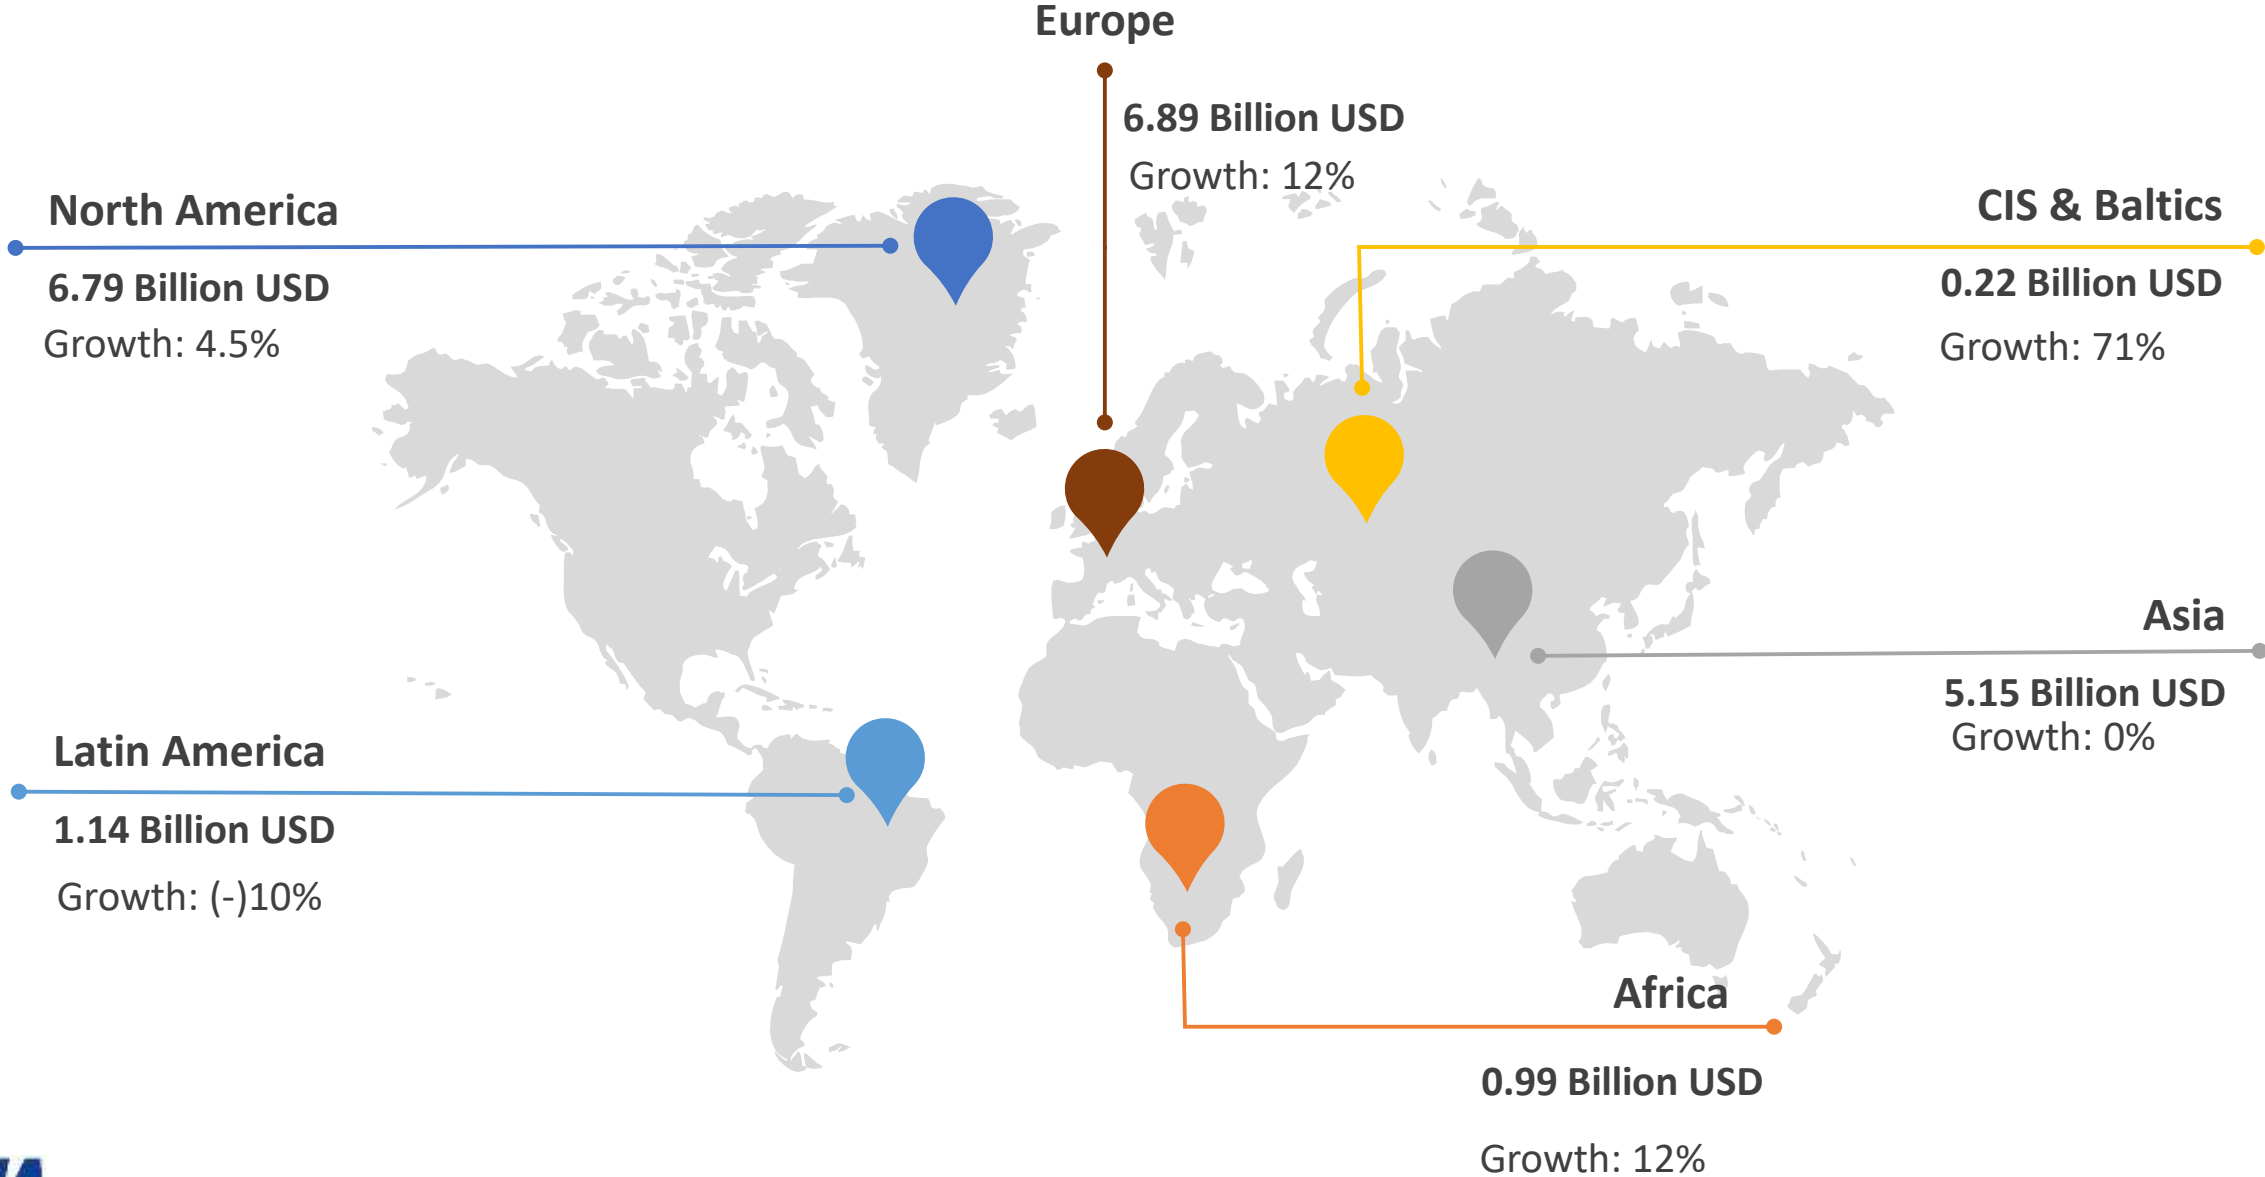 Europe
6.89 Billion USD
Growth: 12%
North America
6.79 Billion USD
Growth: 4.5%
CIS & Baltics
0.22 Billion USD
Growth: 71%
Asia
5.15 Billion USD
Growth: 0%
Latin America
1.14 Billion USD
Growth: (-)10%
Africa
0.99 Billion USD
Growth: 12%